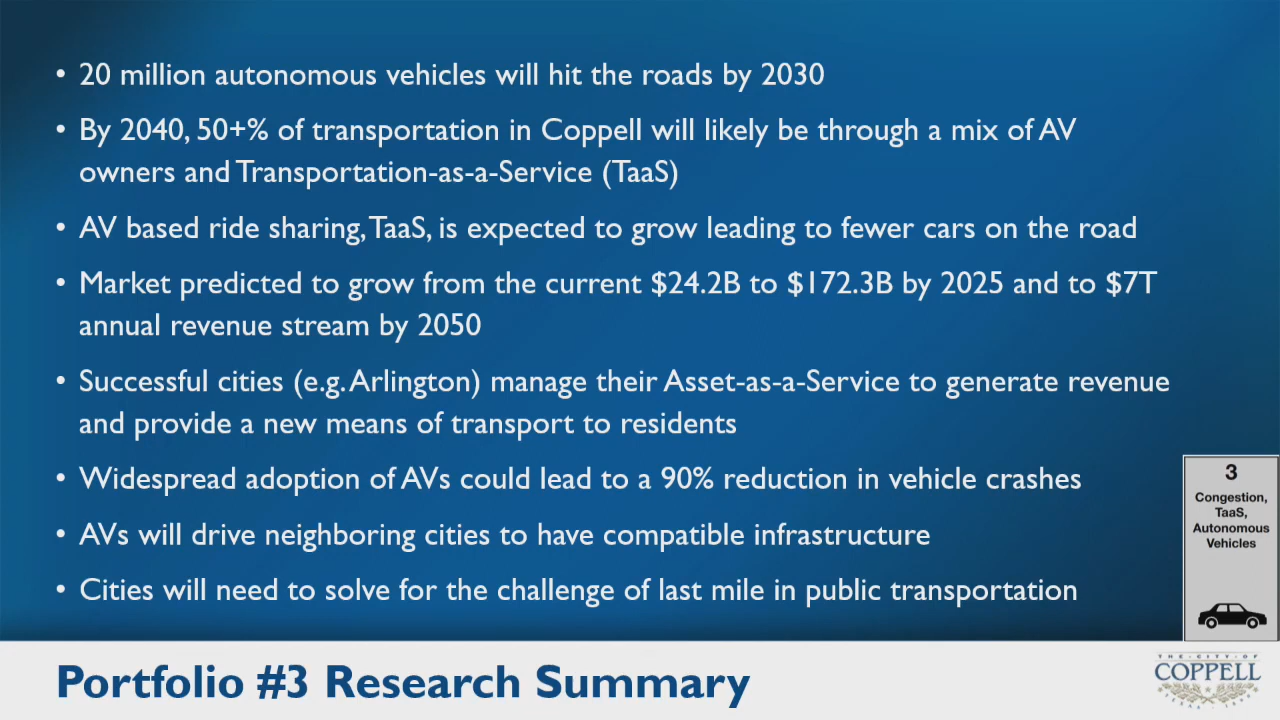 • 20 million autonomous vehicles will hit the roads by 2030
• By 2040, 50+% of transportation in Coppell will likely be through a mix of AV
owners and Transportation-as-a-Service (TaaS)
• AV based ride sharing, TaaS, is expected to grow leading to fewer cars on the road
• Market predicted to grow from the current $24.2B to $172.3B by 2025 and to $7T
annual revenue stream by 2050
• Successful cities (e.g. Arlington) manage their Asset-as-a-Service to generate revenue
and provide a new means of transport to residents
• Widespread adoption of AVs could lead to a 90% reduction in vehicle crashes
• AVs will drive neighboring cities to have compatible infrastructure
• Cities will need to solve for the challenge of last mile in public transportation
3
Congestion,
TaaS,
Autonomous
Vehicles
Portfolio #3 Research Summary
THE CITY OF
COPPELL